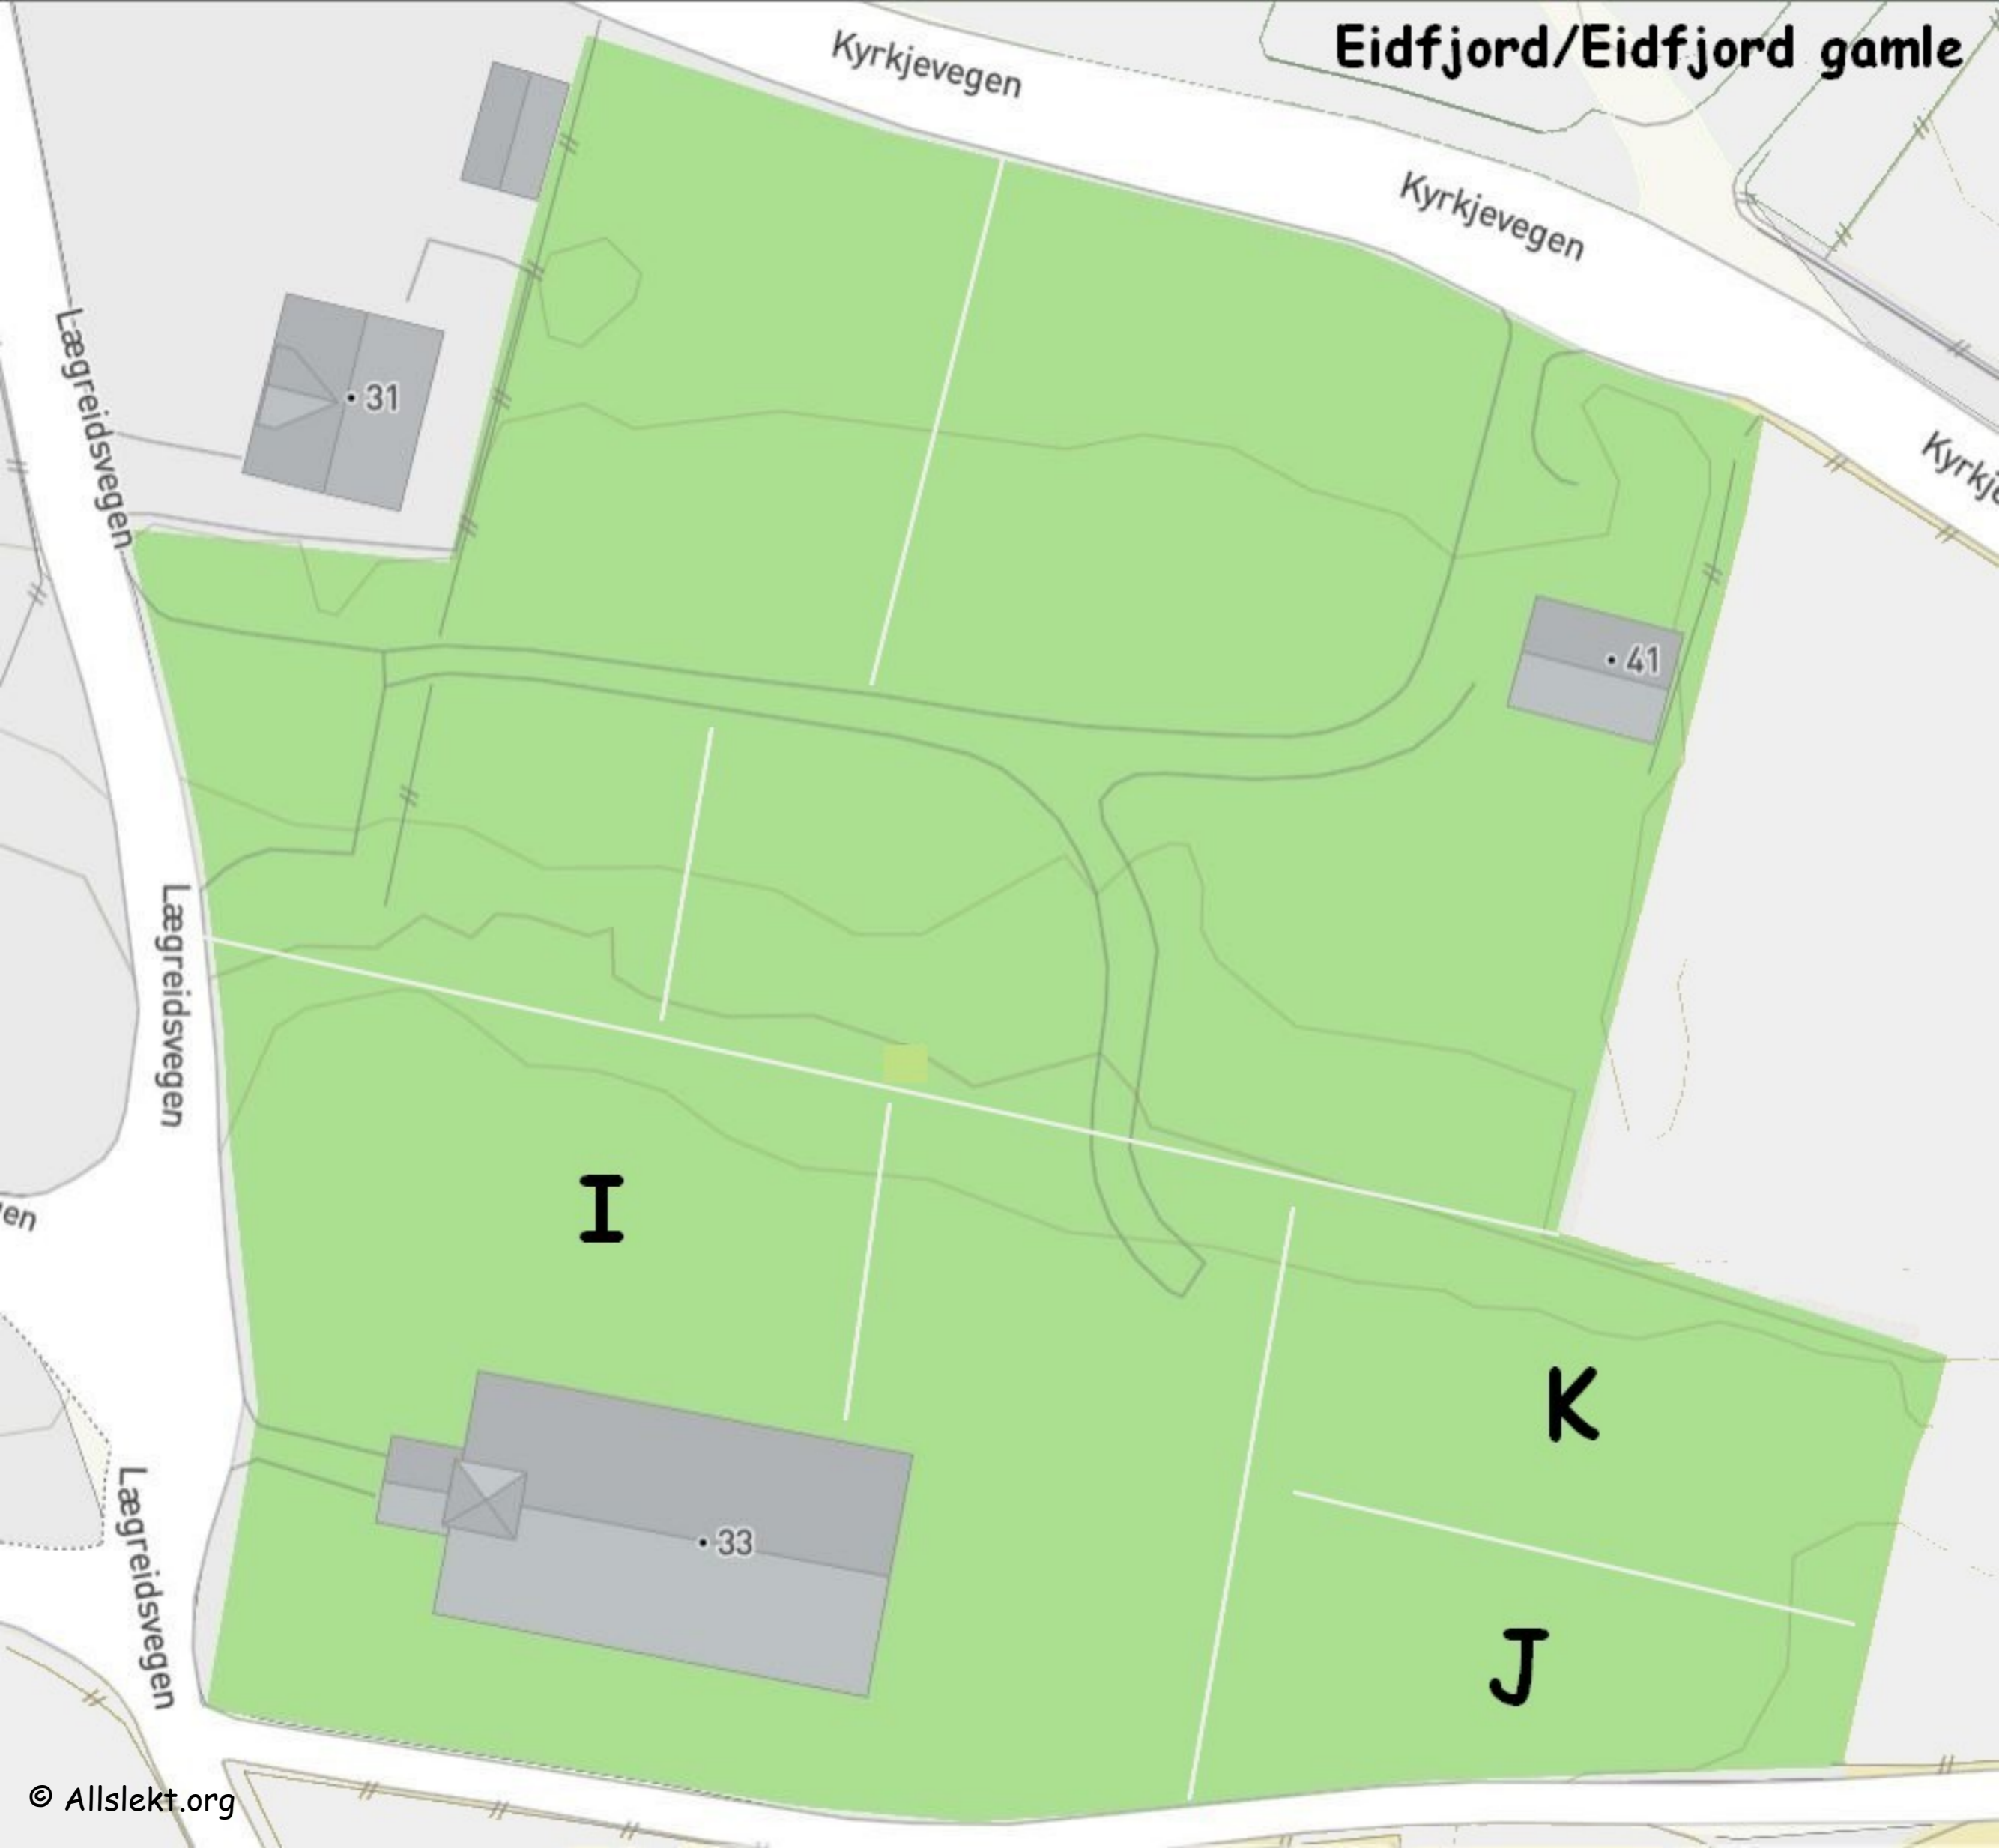 Eidfjord/Eidfjord gamle
Kyrkjevegen
Kyrkjevegen
Lægreidsvegen
31
Kyrkje
41
Lægreidsvegen
I
en
K
33
J
Lægreidsvegen
© Allslekt.org